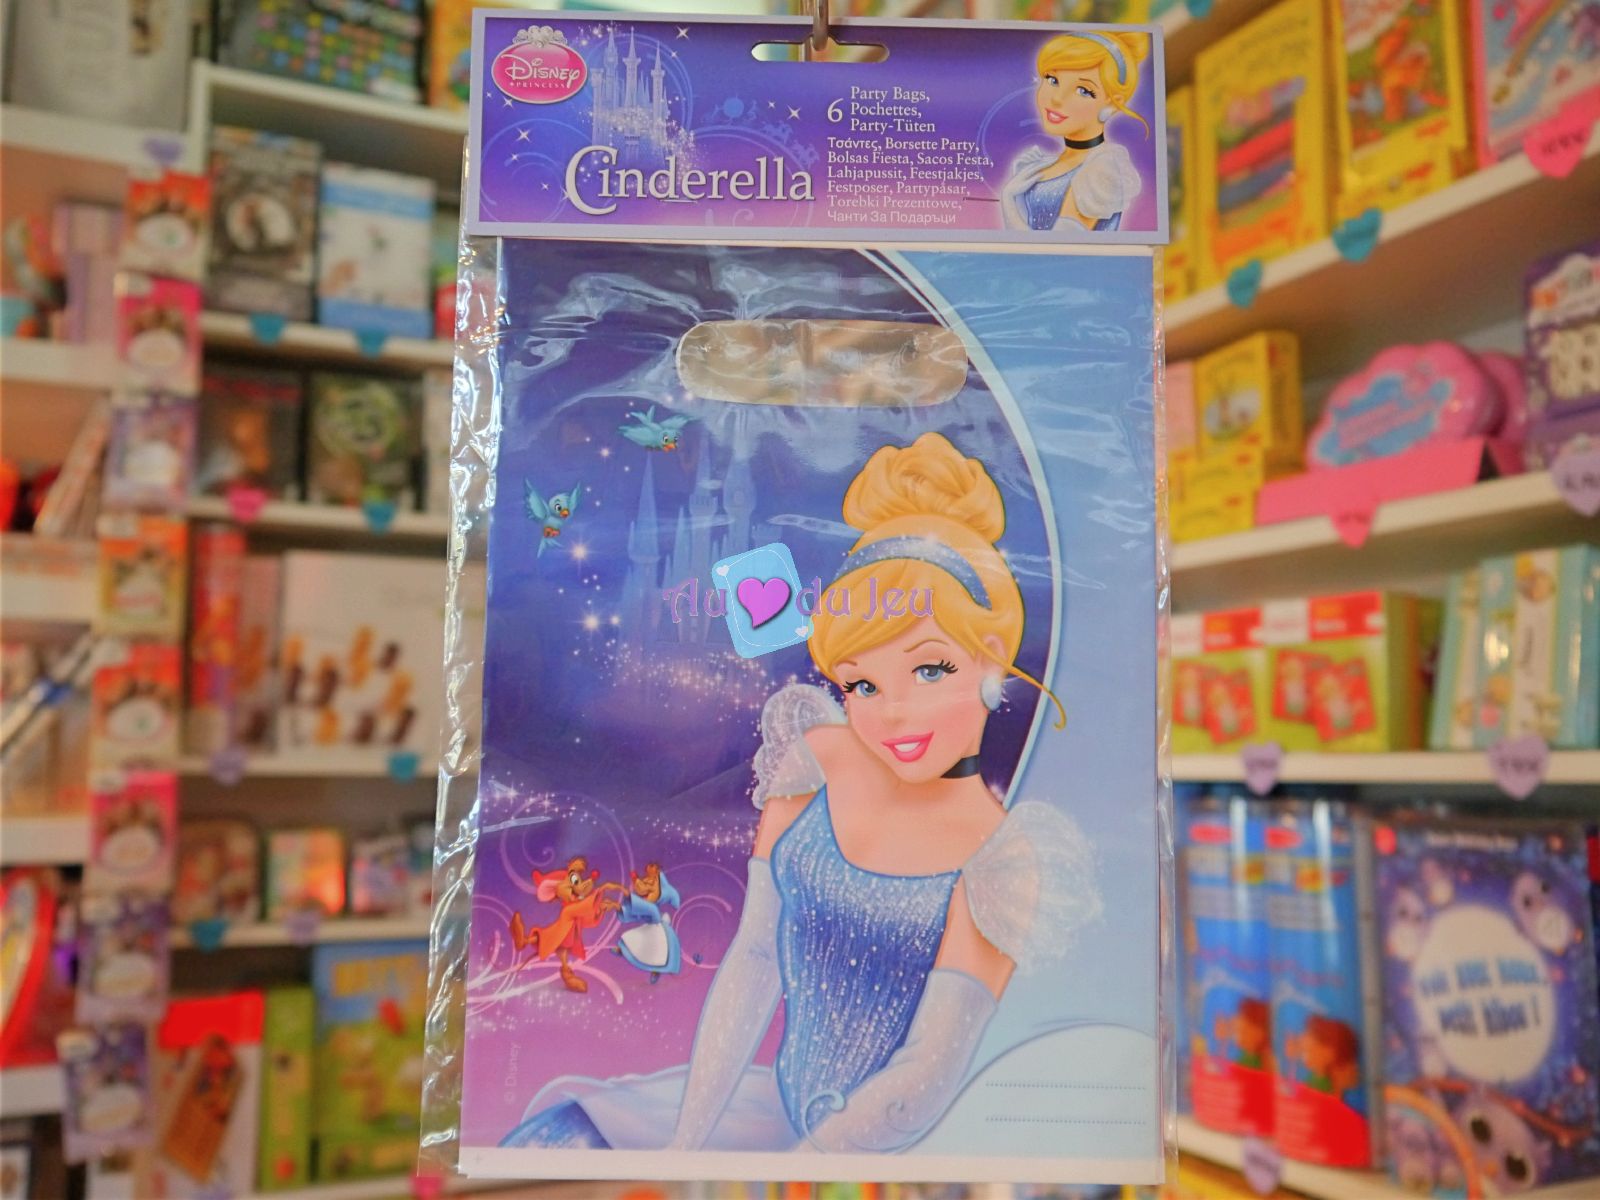 Disney
PRINCESS
Cinderella
6
Party Bags,
Pochettes,
Party-Tüten
Τσάντες, Borsette Party,
Bolsas Fiesta, Sacos Festa,
Lahjapussit, Feestjakjes,
Festposer, Partypåsar,
Torebki Prezentowe,
Чанти За Подаръци
Au du Jeu
© Disney